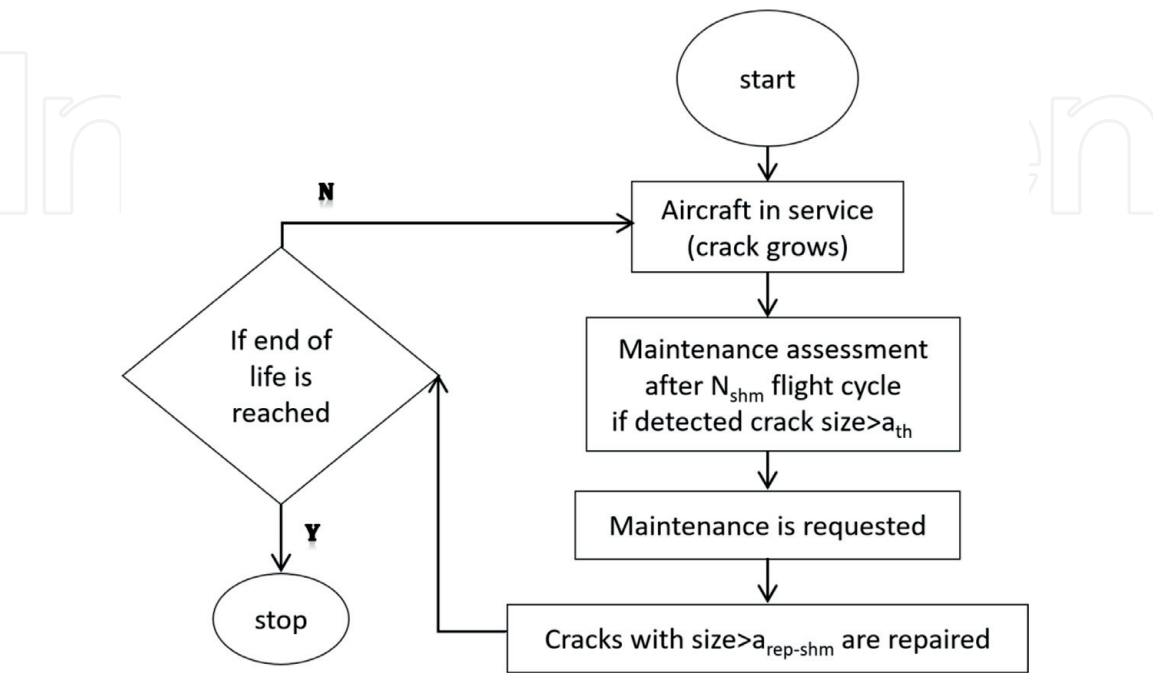 start
Aircraft in service
(crack grows)
Maintenance assessment
after Nshm flight cycle
if detected crack size>ath
Maintenance is requested
Cracks with size>arep-shm are repaired
If end of
life is
reached
N
Y
stop